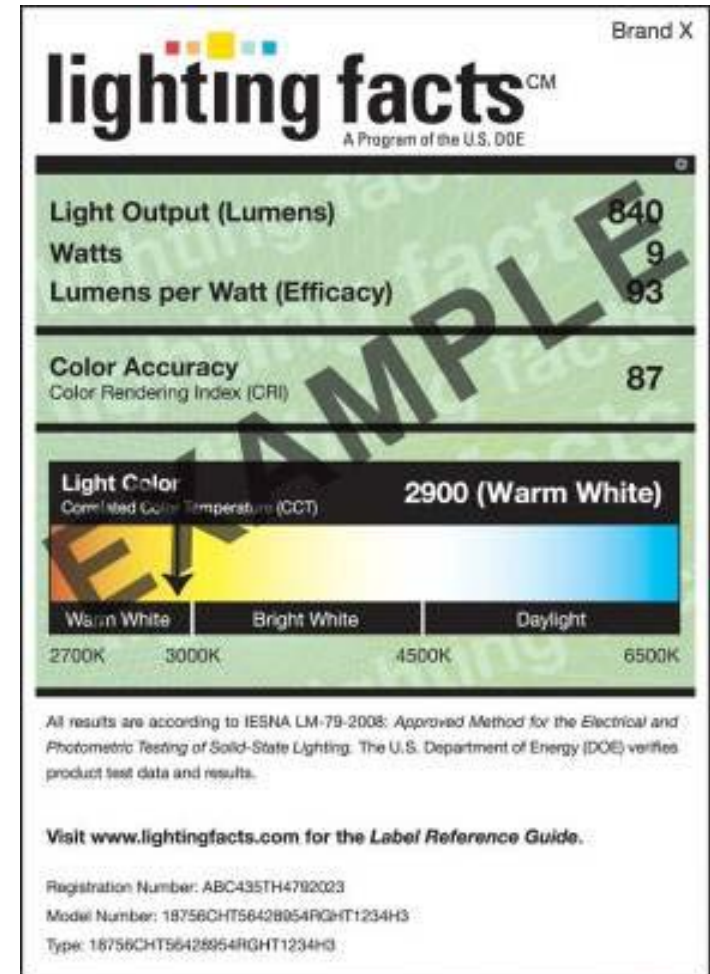 Brand X
lighting facts CM
A Program of the U.S. DOE
Light Output (Lumens) 840
Watts 9
Lumens per Watt (Efficacy) 93
Color Accuracy 87
Color Rendering Index (CRI)
Light Color 2900 (Warm White)
Correlated Color Temperature (CCT)
Warm White Bright White Daylight
2700K 3000K 4500K 6500K
EXAMPLE
All results are according to IESNA LM-79-2008: Approved Method for the Electrical and
Photometric Testing of Solid-State Lighting. The U.S. Department of Energy (DOE) verifies
product test data and results.
Visit www.lightingfacts.com for the Label Reference Guide.
Registration Number: ABC435TH4792023
Model Number: 18756CHT56428954RGHT1234H3
Type: 18756CHT56428954RGHT1234H3